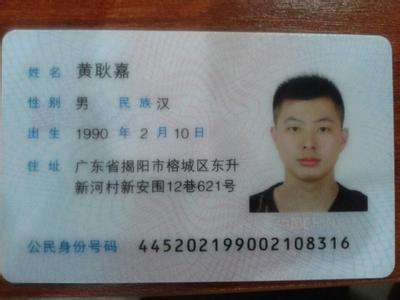 姓名 黄耿嘉
性别 男 民族 汉
出生 1990 年 2 月 10 日
住址 广东省揭阳市榕城区东升
新河村新安围12巷621号
公民身份号码 445202199002108316